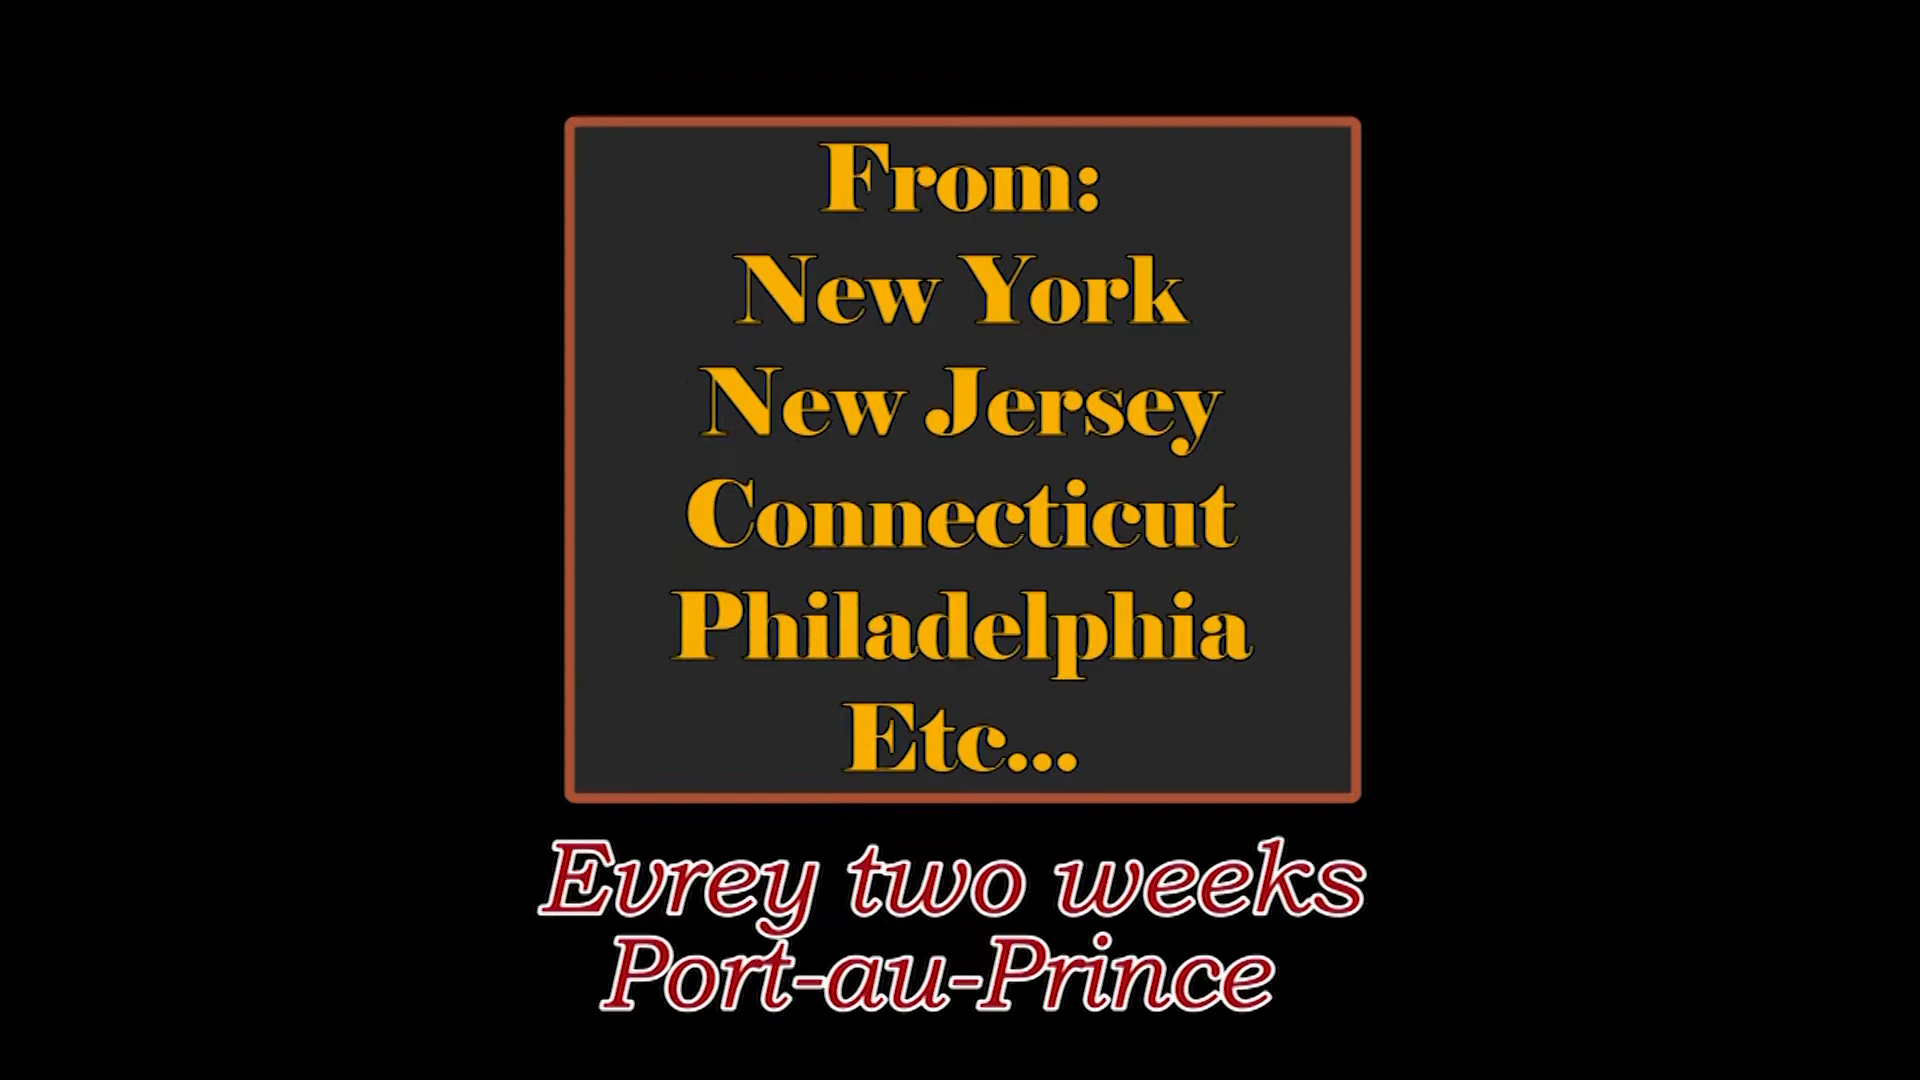 From:
New York
New Jersey
Connecticut
Philadelphia
Etc...
Evrey two weeks
Port-au-Prince